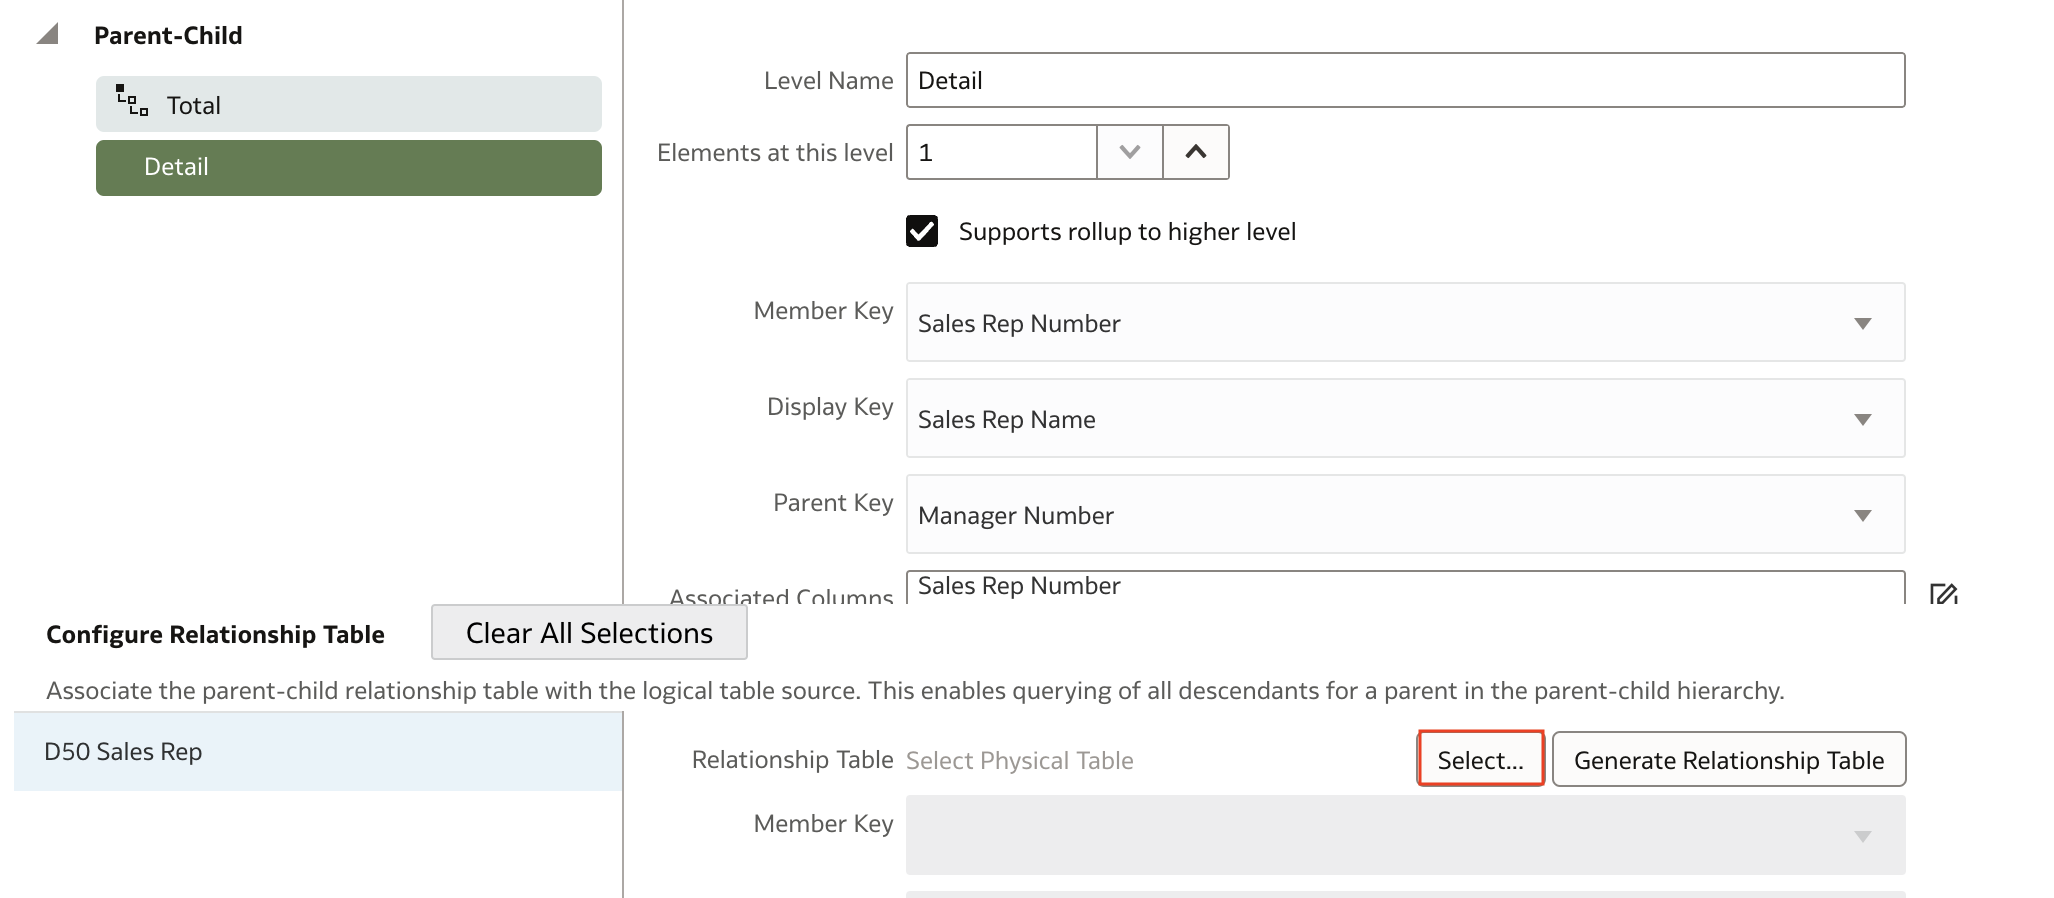 Parent-Child
Total
Detail
Level Name Detail
Elements at this level 1
Supports rollup to higher level
Member Key Sales Rep Number
Display Key Sales Rep Name
Parent Key Manager Number
Associated Columns Sales Rep Number
Configure Relationship Table Clear All Selections
Associate the parent-child relationship table with the logical table source. This enables querying of all descendants for a parent in the parent-child hierarchy.
D50 Sales Rep
Relationship Table Select Physical Table Select... Generate Relationship Table
Member Key